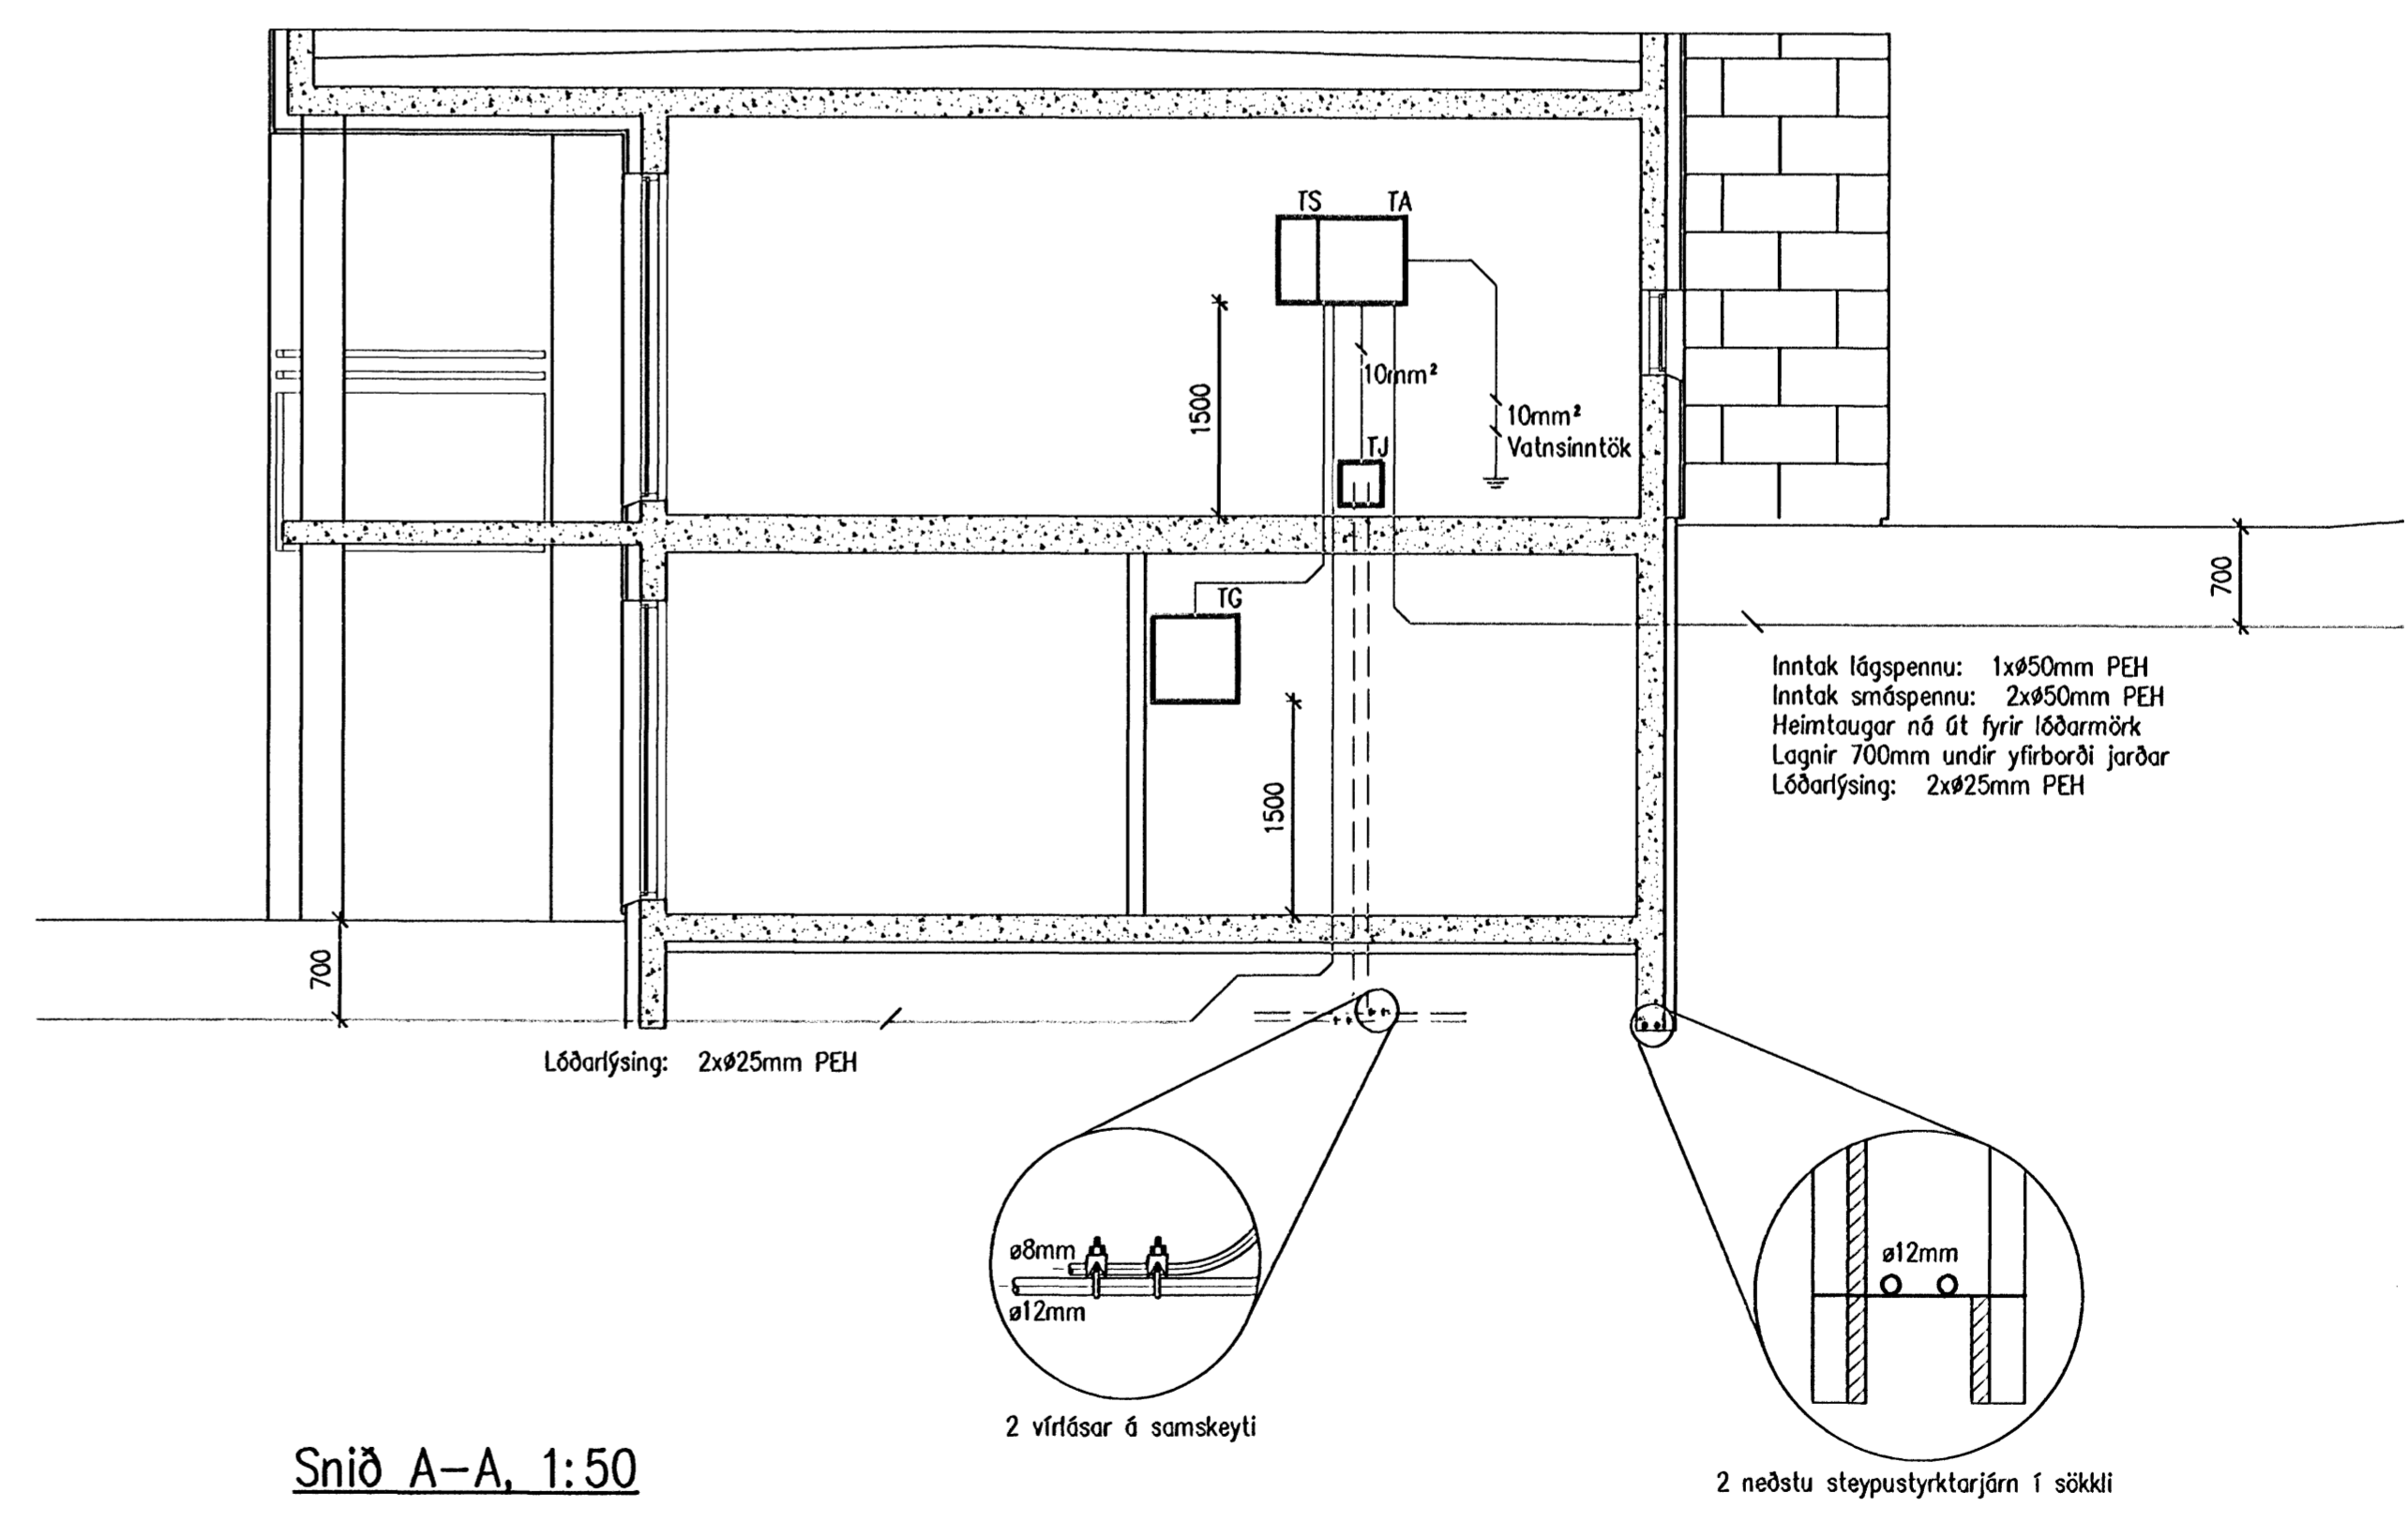 TS TA
10mm²
1500
10mm²
Vatnsinntök
TJ
700
TG
Inntak lágspennu: 1xø50mm PEH
Inntak smáspennu: 2xø50mm PEH
Heimtaugar ná út fyrir lóðarmörk
Lagnir 700mm undir yfirborði jarðar
Lóðarlýsing: 2xø25mm PEH
1500
700
Lóðarlýsing: 2xø25mm PEH
ø8mm
ø12mm
ø12mm
2 vírlásar á samskeyti
Snið A-A, 1:50
2 neðstu steypustyrktarjárn í sökkli